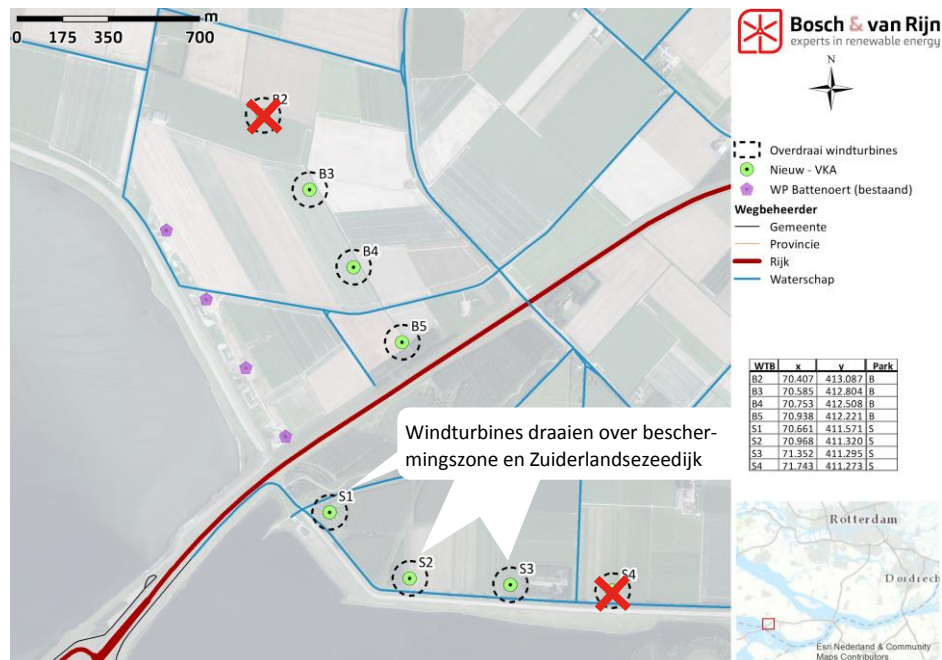 m
0 175 350 700
B2
B3
B4
B5
Windturbines draaien over bescher-
mingszone en Zuiderlandsezeedijk
S1
S2
S3
S4
Bosch & van Rijn
experts in renewable energy
N
Overdraai windturbines
Nieuw - VKA
WP Battenoert (bestaand)
Wegbeheerder
Gemeente
Provincie
Rijk
Waterschap
WTB x y Park
B2 70.407 413.087 B
B3 70.585 412.804 B
B4 70.753 412.508 B
B5 70.938 412.221 B
S1 70.661 411.571 S
S2 70.968 411.320 S
S3 71.352 411.295 S
S4 71.743 411.273 S
Rotterdam
Dordrech
Esri Nederland & Community
Maps Contributors